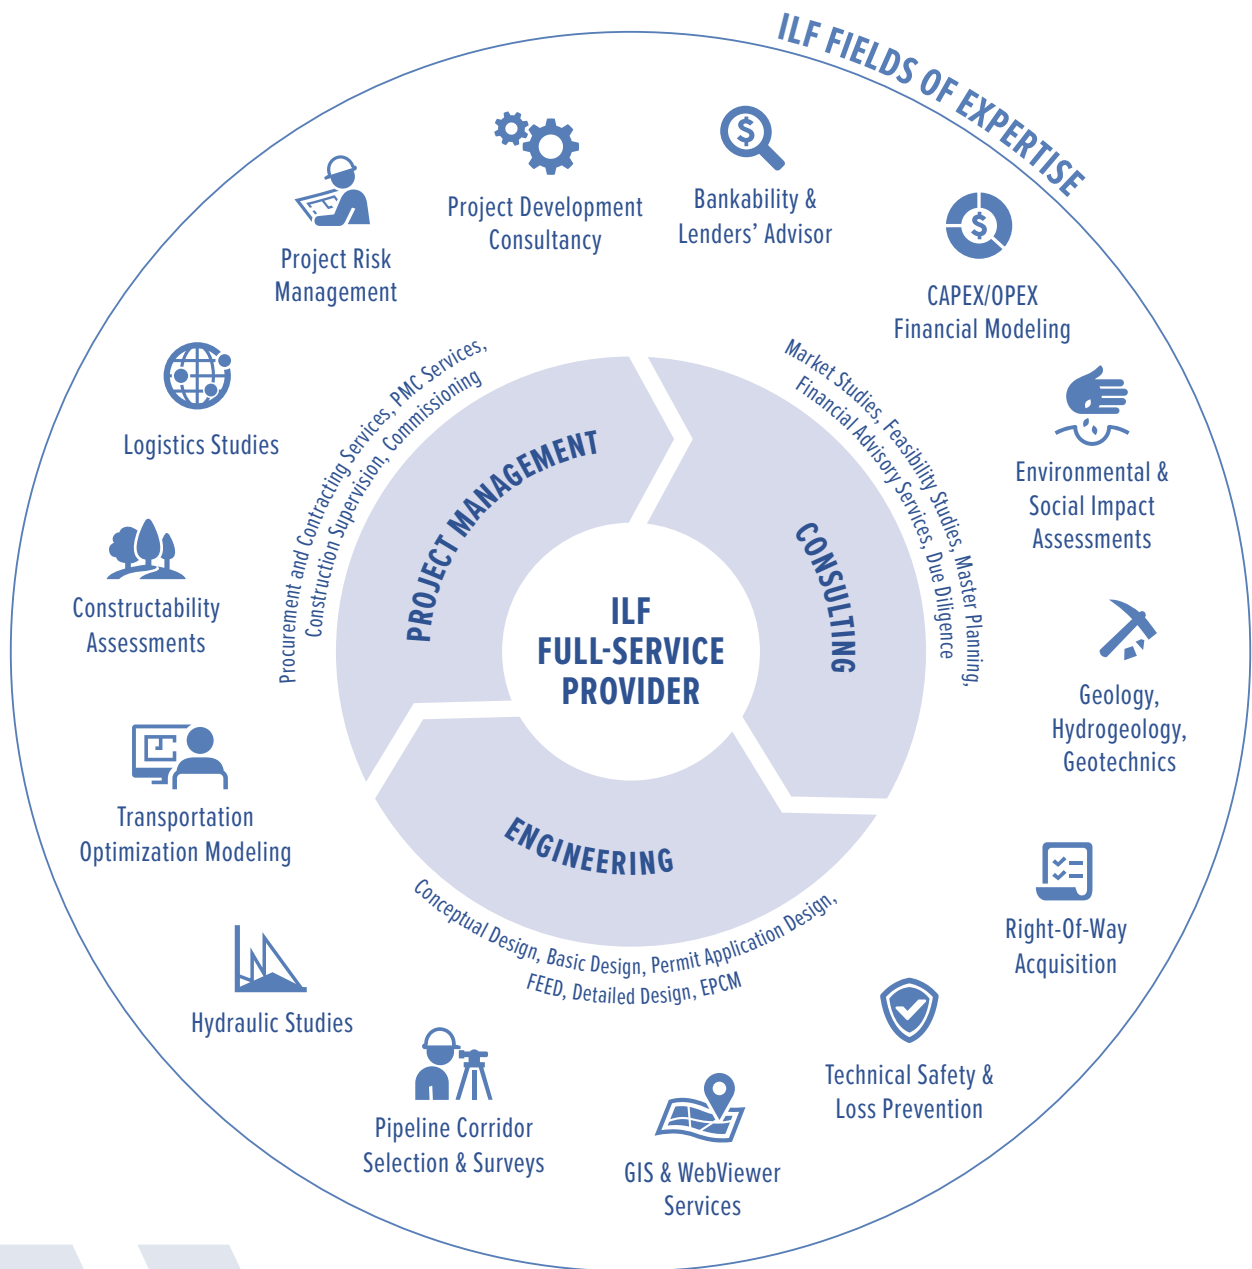 ILF FIELDS OF EXPERTISE
Project Development
Consultancy
Bankability &
Lenders’ Advisor
CAPEX/OPEX
Financial Modeling
Environmental &
Social Impact
Assessments
Geology,
Hydrogeology,
Geotechnics
Right-Of-Way
Acquisition
Technical Safety &
Loss Prevention
GIS & WebViewer
Services
Pipeline Corridor
Selection & Surveys
Hydraulic Studies
Transportation
Optimization Modeling
Constructability
Assessments
Logistics Studies
Project Risk
Management
Procurement and Contracting Services, PMC Services,
Construction Supervision, Commissioning
PROJECT MANAGEMENT
Market Studies, Feasibility Studies, Master Planning,
Financial Advisory Services, Due Diligence
CONSULTING
ILF
FULL-SERVICE
PROVIDER
ENGINEERING
Conceptual Design, Basic Design, Permit Application Design,
FEED, Detailed Design, EPCM